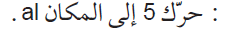 : حرّك 5 إلى المكان al .